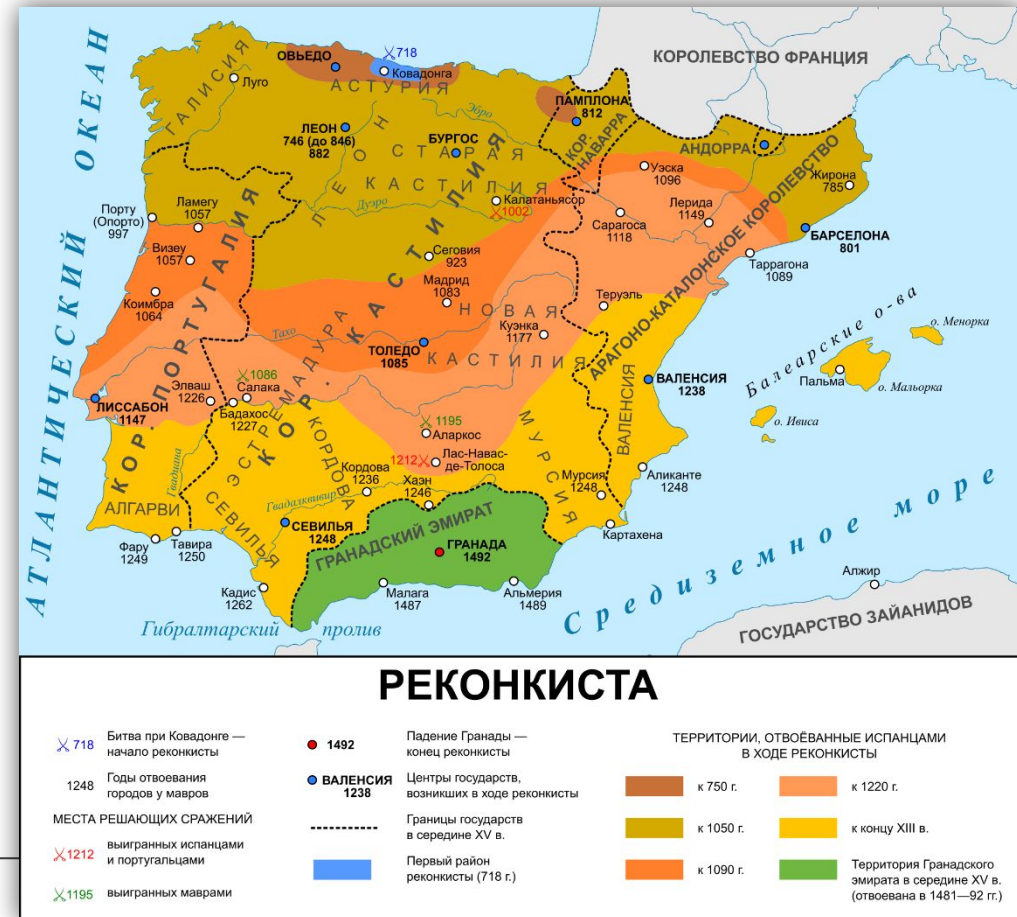 АТЛАНТИЧЕСКИЙ ОКЕАН
КОРОЛЕВСТВО ФРАНЦИЯ
ГАЛИСИЯ
Луго
ОВЬЕДО
718
Ковадонга
АСТУРИЯ
ЛЕОН
746 (до 846)
882
ЛЕОН
БУРГОС
СТАРАЯ
КАСТИЛИЯ
Эбро
ПАМПЛОНА
812
КОР.
НАВАРРА
АНДОРРА
Уэска
1096
Жирона
785
Калатаньясор
1002
Дуэро
Сарагоса
1118
Лерида
1149
БАРСЕЛОНА
801
Таррагона
1089
АРАГОНО-КАТАЛОНСКОЕ КОРОЛЕВСТВО
Порту
(Опорто)
997
Ламегу
1057
Визеу
1057
Коимбра
1064
КОР. ПОРТУГАЛИЯ
Сеговия
923
Мадрид
1083
КОР. КАСТИЛИЯ
НОВАЯ
КАСТИЛИЯ
Куэнка
1177
Теруэль
Тахо
ТОЛЕДО
1085
ЭСТРЕМАДУРА
Балеарские о-ва
о. Менорка
Пальма
о. Мальорка
о. Ивиса
ВАЛЕНСИЯ
1238
ВАЛЕНСИЯ
ЛИССАБОН
1147
Элваш
1226
1086
Салака
Бадахос
1227
1195
Аларкос
1212
Лас-Навас-
де-Толоса
КОРДОВА
Кордова
1236
Хаэн
1246
МУРСИЯ
Мурсия
1248
Аликанте
1248
Картахена
Гвадиана
Гвадалквивир
АЛГАРВИ
СЕВИЛЬЯ
СЕВИЛЬЯ
1248
Фару
1249
Тавира
1250
Кадис
1262
ГРАНАДСКИЙ ЭМИРАТ
ГРАНАДА
1492
Малага
1487
Альмерия
1489
Средиземное море
Алжир
ГОСУДАРСТВО ЗАЙАНИДОВ
Гибралтарский пролив
РЕКОНКИСТА
718
Битва при Ковадонге —
начало реконкисты
1248
Годы отвоевания
городов у мавров
МЕСТА РЕШАЮЩИХ СРАЖЕНИЙ
1212
выигранных испанцами
и португальцами
1195
выигранных маврами
1492
Падение Гранады —
конец реконкисты
ВАЛЕНСИЯ
1238
Центры государств,
возникших в ходе реконкисты
Границы государств
в середине XV в.
Первый район
реконкисты (718 г.)
ТЕРРИТОРИИ, ОТВОЁВАННЫЕ ИСПАНЦАМИ
В ХОДЕ РЕКОНКИСТЫ
к 750 г.
к 1050 г.
к 1090 г.
к 1220 г.
к концу XIII в.
Территория Гранадского
эмирата в середине XV в.
(отвоевана в 1481—92 гг.)